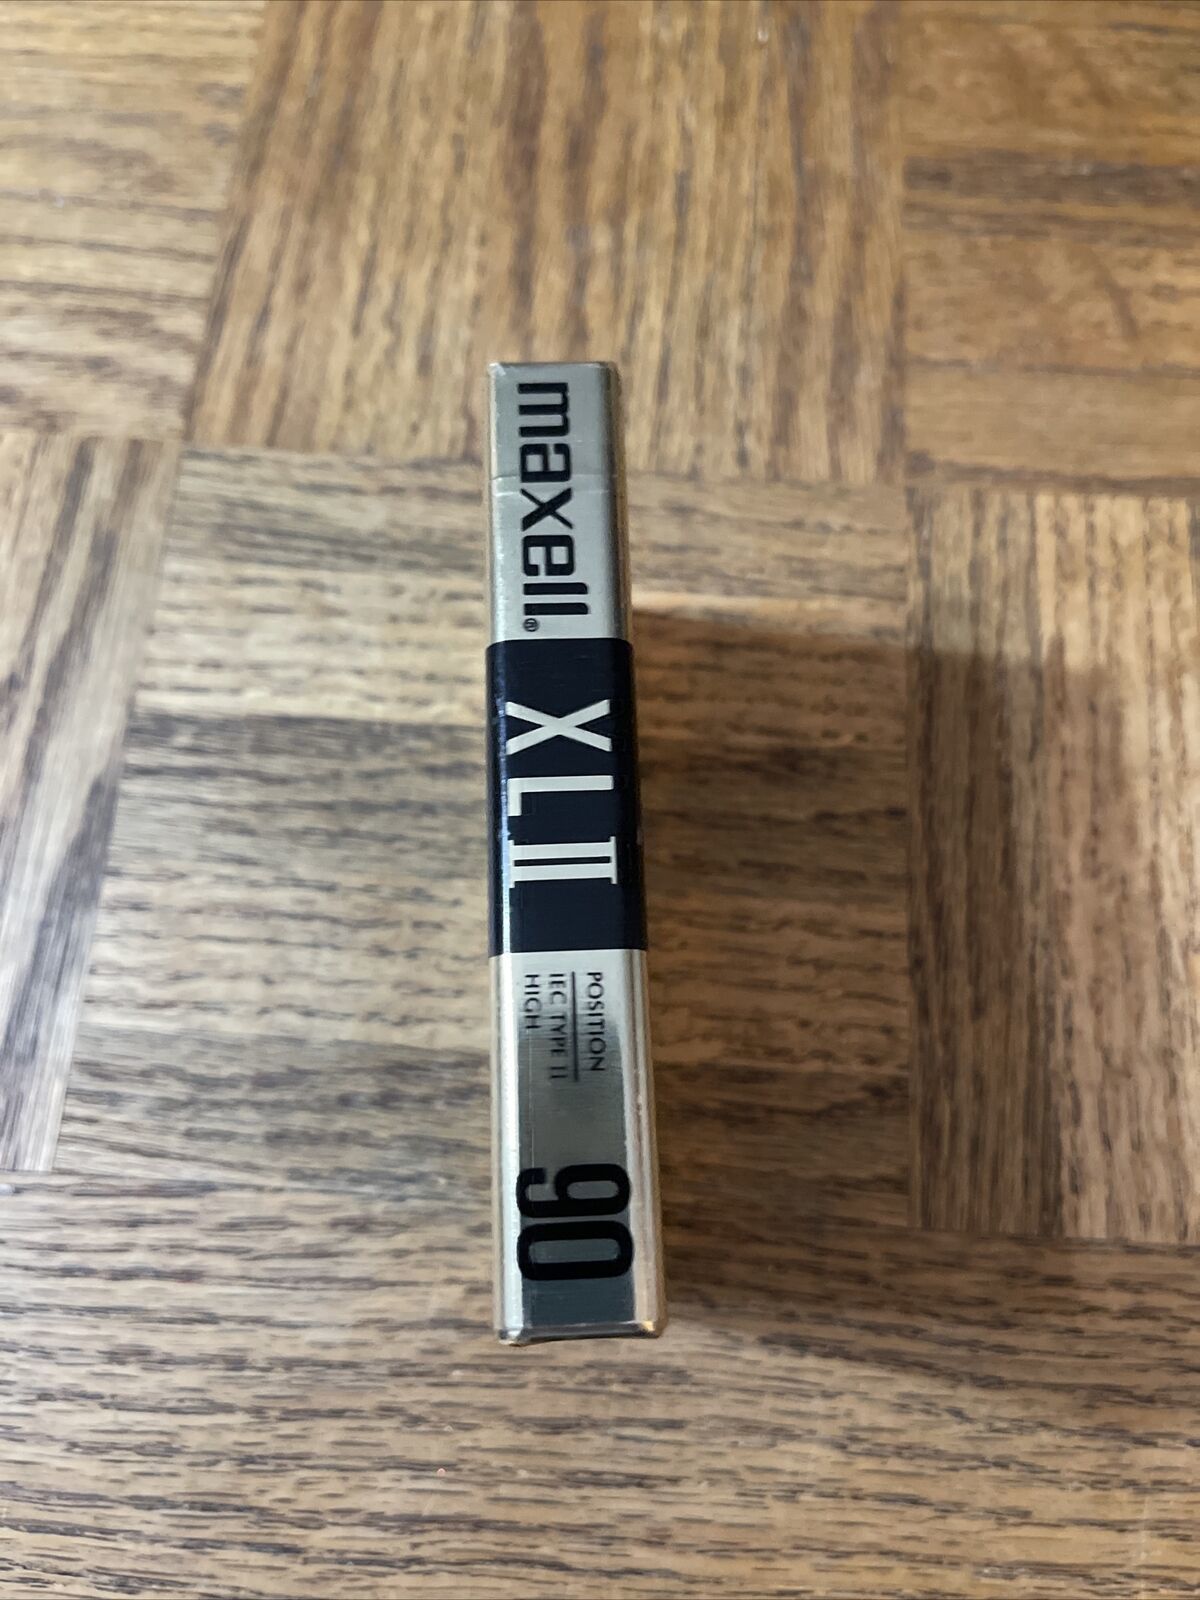 maxell®
XLII
POSITION
IEC TYPE II
HIGH
90